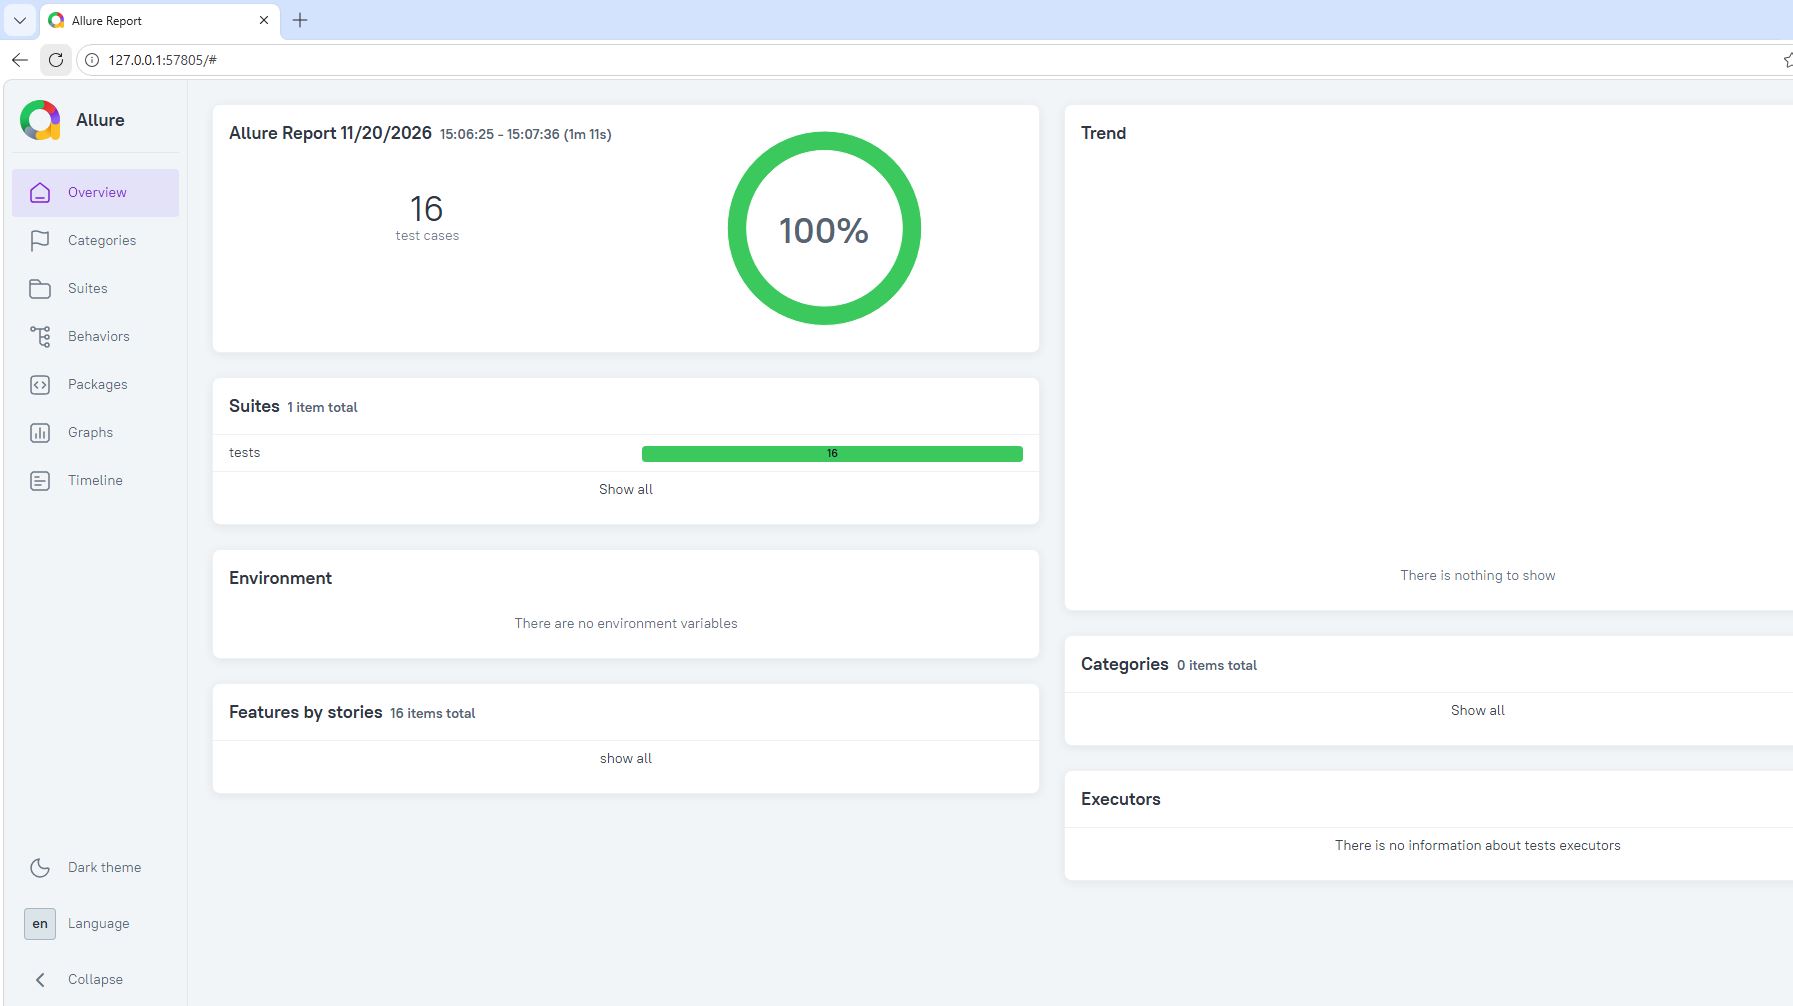 Allure Report
127.0.0.1:57805/#
Allure
Overview
Categories
Suites
Behaviors
Packages
Graphs
Timeline
Dark theme
en Language
Collapse
Allure Report 11/20/2026 15:06:25 - 15:07:36 (1m 11s)
16
test cases
100%
Suites 1 item total
tests 16
Show all
Environment
There are no environment variables
Features by stories 16 items total
show all
Trend
There is nothing to show
Categories 0 items total
Show all
Executors
There is no information about tests executors